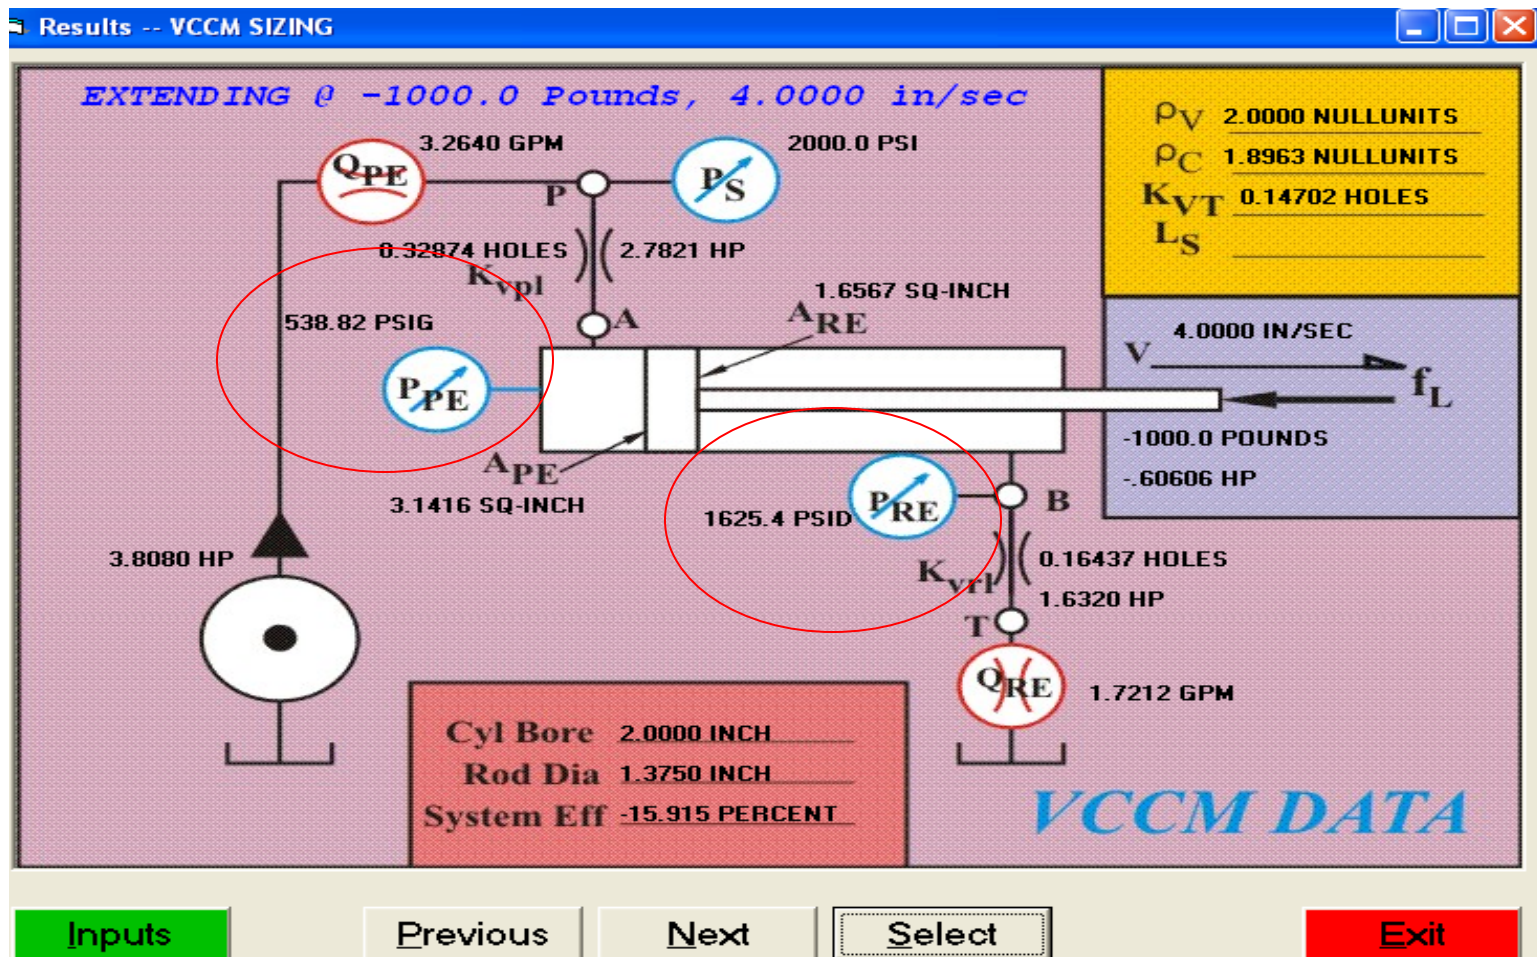 Results -- VCCM SIZING
EXTENDING @ -1000.0 Pounds, 4.0000 in/sec
ρV 2.0000 NULLUNITS
ρC 1.8963 NULLUNITS
KVT 0.14702 HOLES
LS
3.2640 GPM
2000.0 PSI
QPE
P
PS
0.32874 HOLES
2.7821 HP
Kvpl
1.6567 SQ-INCH
538.82 PSIG
A
ARE
4.0000 IN/SEC
V
fL
PPE
-1000.0 POUNDS
-.60606 HP
APE
3.1416 SQ-INCH
1625.4 PSID
PRE
B
3.8080 HP
Kvrl
0.16437 HOLES
1.6320 HP
T
QRE
1.7212 GPM
Cyl Bore 2.0000 INCH
Rod Dia 1.3750 INCH
System Eff -15.915 PERCENT
VCCM DATA
Inputs
Previous
Next
Select
Exit